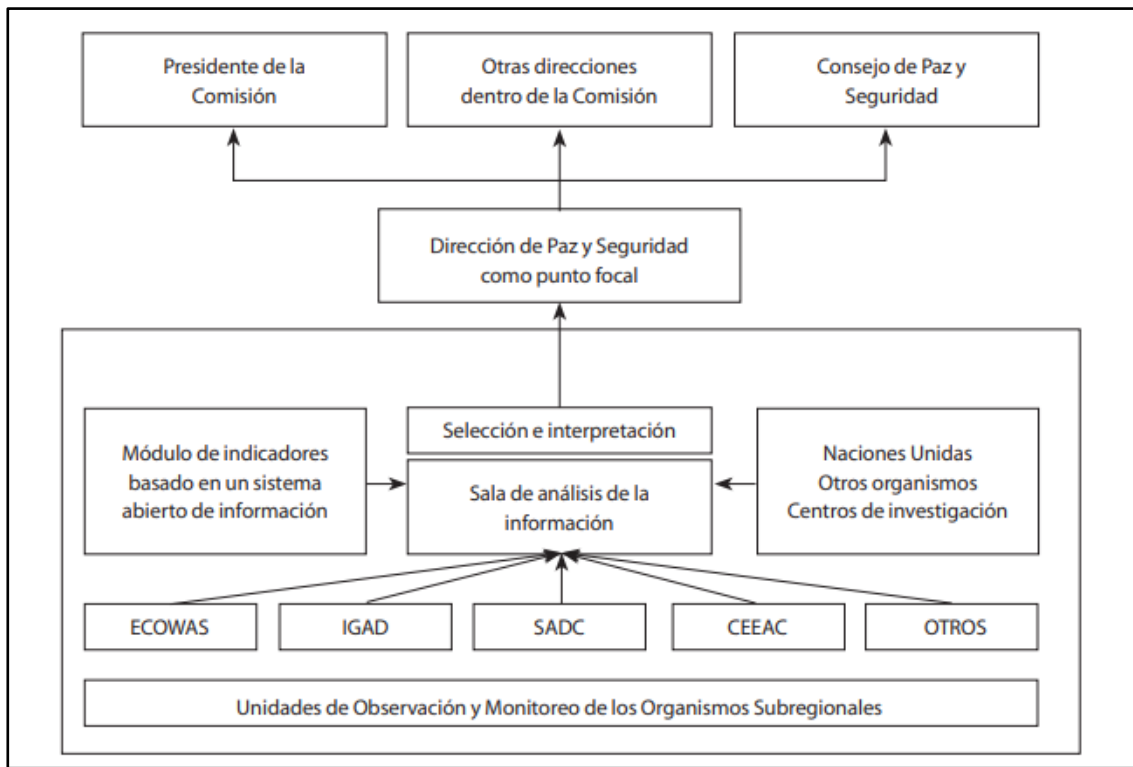 Presidente de la
Comisión
Otras direcciones
dentro de la Comisión
Consejo de Paz y
Seguridad
Dirección de Paz y Seguridad
como punto focal
Módulo de indicadores
basado en un sistema
abierto de información
Selección e interpretación
Sala de análisis de la
información
Naciones Unidas
Otros organismos
Centros de investigación
ECOWAS
IGAD
SADC
CEEAC
OTROS
Unidades de Observación y Monitoreo de los Organismos Subregionales